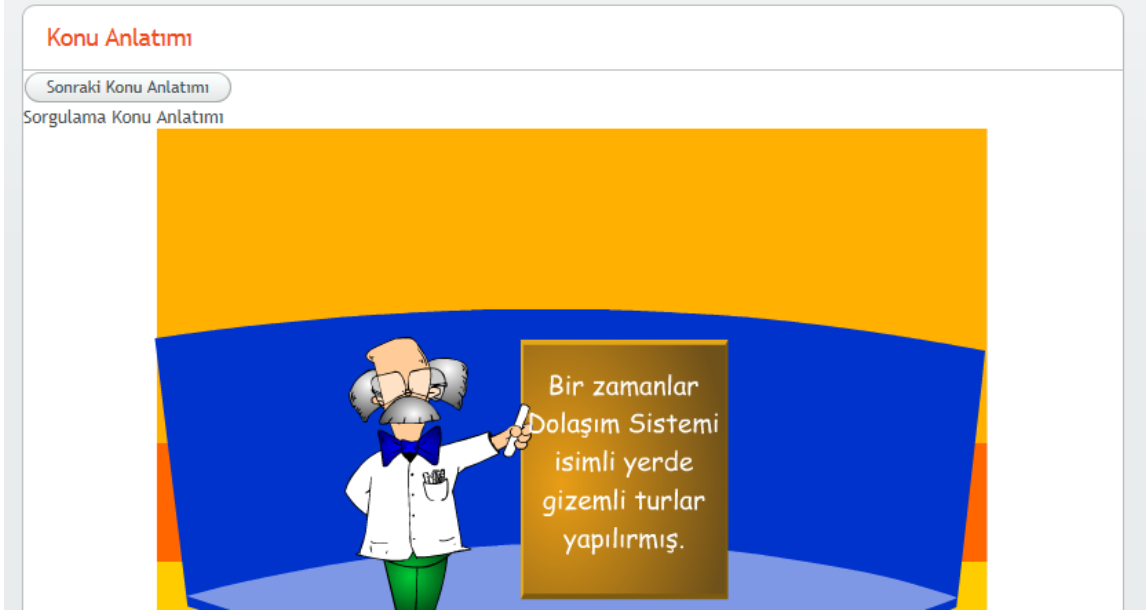 Konu Anlatımı
Sonraki Konu Anlatımı
Sorgulama Konu Anlatımı
Bir zamanlar
Dolaşım Sistemi
isimli yerde
gizemli turlar
yapılırmış.